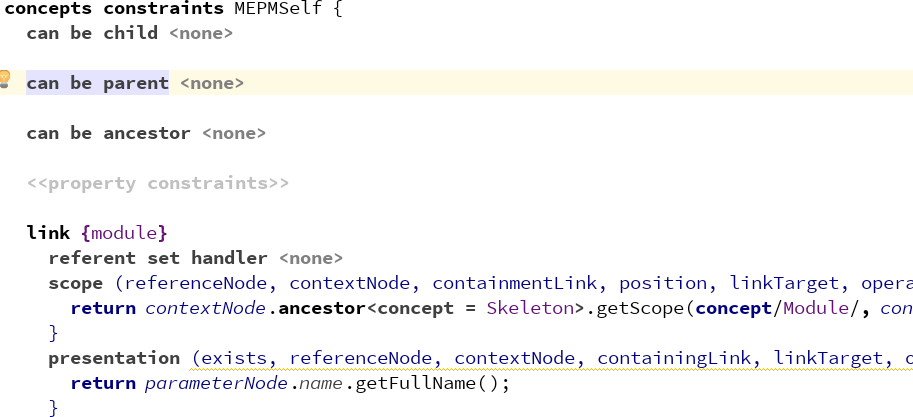 concepts constraints MEPMSelf {
can be child <none>
can be parent <none>
can be ancestor <none>
<<property constraints>>
link {module}
referent set handler <none>
scope (referenceNode, contextNode, containmentLink, position, linkTarget, opera
return contextNode.ancestor<concept = Skeleton>.getScope(concept/Module/, con
}
presentation (exists, referenceNode, contextNode, containingLink, linkTarget, c
return parameterNode.name.getFullName();
}